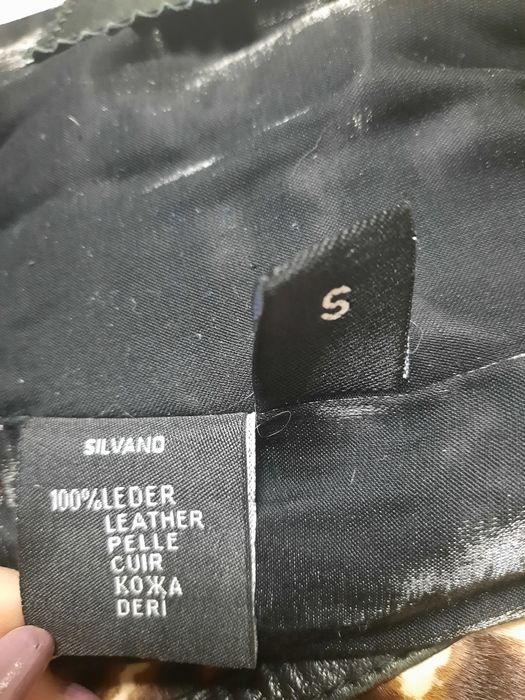 S
SILVANO
100%LEDER
LEATHER
PELLE
CUIR
КОЖА
DERİ